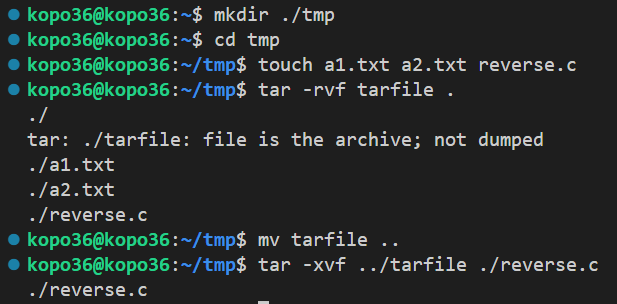 kopo36@kopo36:~$ mkdir ./tmp
kopo36@kopo36:~$ cd tmp
kopo36@kopo36:~/tmp$ touch a1.txt a2.txt reverse.c
kopo36@kopo36:~/tmp$ tar -rvf tarfile .
./
tar: ./tarfile: file is the archive; not dumped
./a1.txt
./a2.txt
./reverse.c
kopo36@kopo36:~/tmp$ mv tarfile ..
kopo36@kopo36:~/tmp$ tar -xvf ../tarfile ./reverse.c
./reverse.c